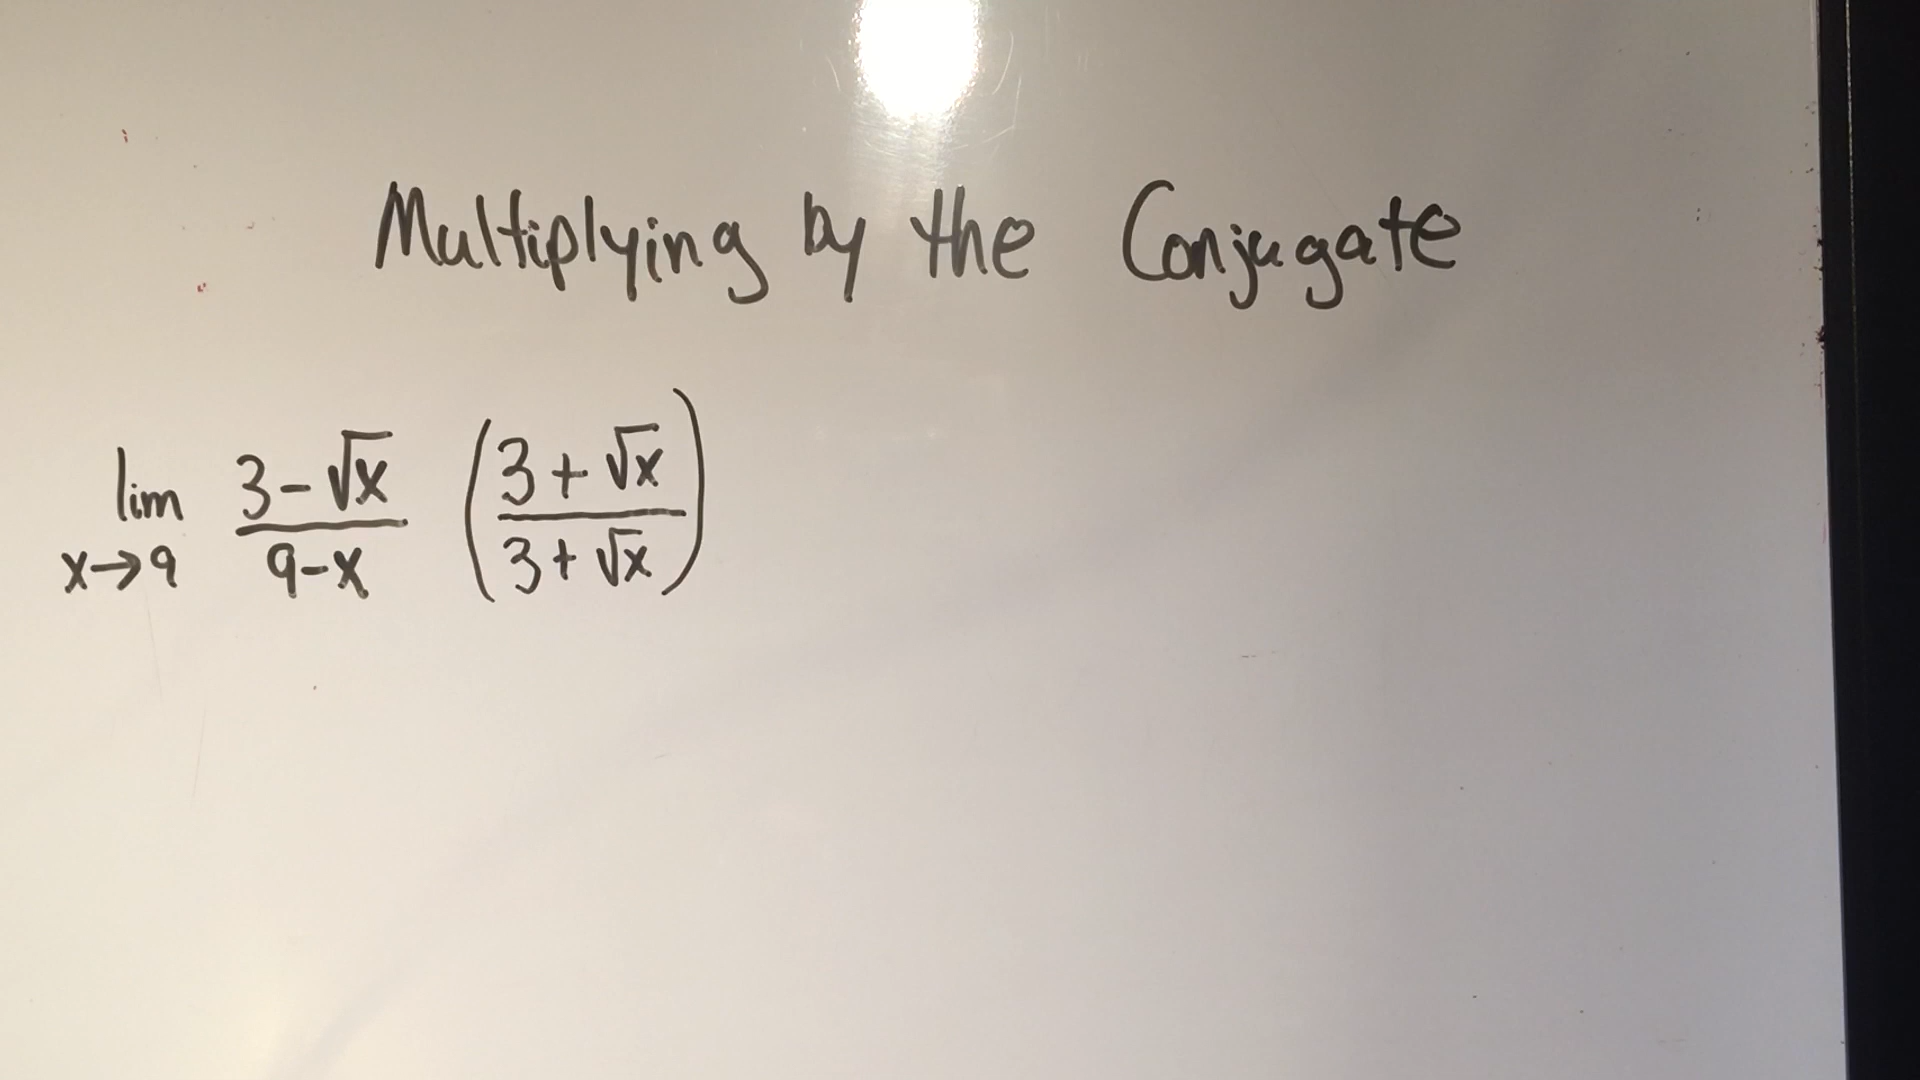 Multiplying by the Conjugate
lim x→9 3-√x / 9-x (3+√x / 3+√x)